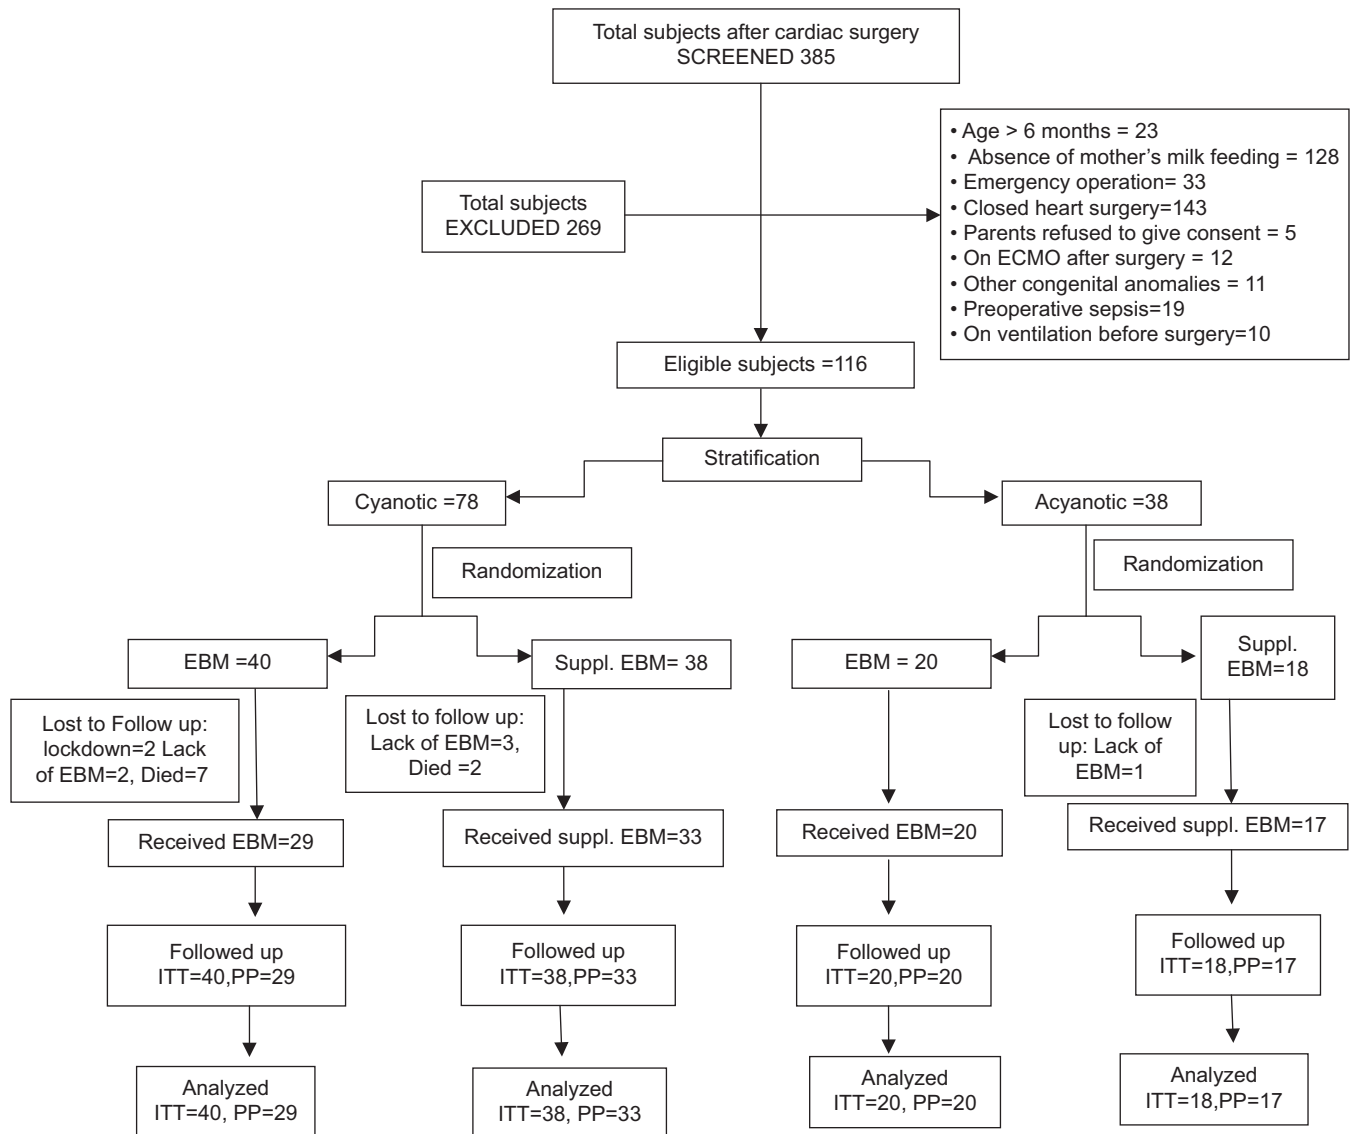 Total subjects after cardiac surgery
SCREENED 385
• Age > 6 months = 23
• Absence of mother's milk feeding = 128
• Emergency operation= 33
• Closed heart surgery=143
• Parents refused to give consent = 5
• On ECMO after surgery = 12
• Other congenital anomalies = 11
• Preoperative sepsis=19
• On ventilation before surgery=10
Total subjects
EXCLUDED 269
Eligible subjects =116
Stratification
Cyanotic =78
Acyanotic =38
Randomization
Randomization
EBM =40
Suppl. EBM= 38
EBM = 20
Suppl.
EBM=18
Lost to Follow up:
lockdown=2 Lack
of EBM=2, Died=7
Lost to follow up:
Lack of EBM=3,
Died =2
Lost to follow
up: Lack of
EBM=1
Received EBM=29
Received suppl. EBM=33
Received EBM=20
Received suppl. EBM=17
Followed up
ITT=40,PP=29
Followed up
ITT=38,PP=33
Followed up
ITT=20,PP=20
Followed up
ITT=18,PP=17
Analyzed
ITT=40, PP=29
Analyzed
ITT=38, PP=33
Analyzed
ITT=20, PP=20
Analyzed
ITT=18,PP=17